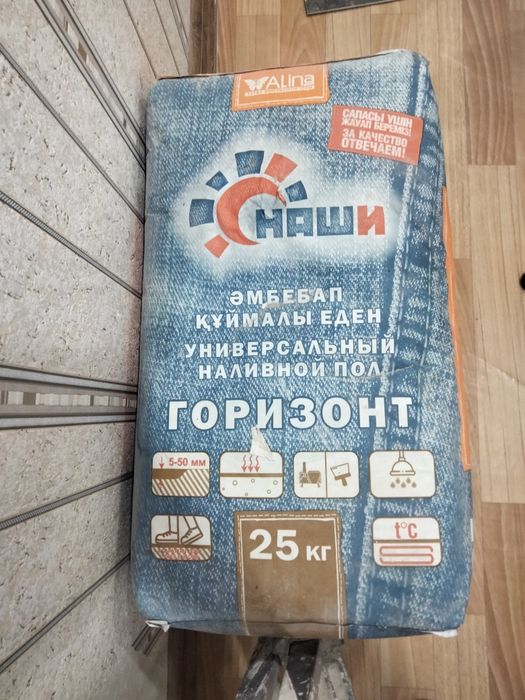 Alina
САПАСЫ ҮШІН
ЖАУАП БЕРЕМІЗ!
ЗА КАЧЕСТВО
ОТВЕЧАЕМ!
НАШИ
ӘМБЕБАП
ҚҰЙМАЛЫ ЕДЕН
УНИВЕРСАЛЬНЫЙ
НАЛИВНОЙ ПОЛ
ГОРИЗОНТ
5-50 мм
25 кг
t°C